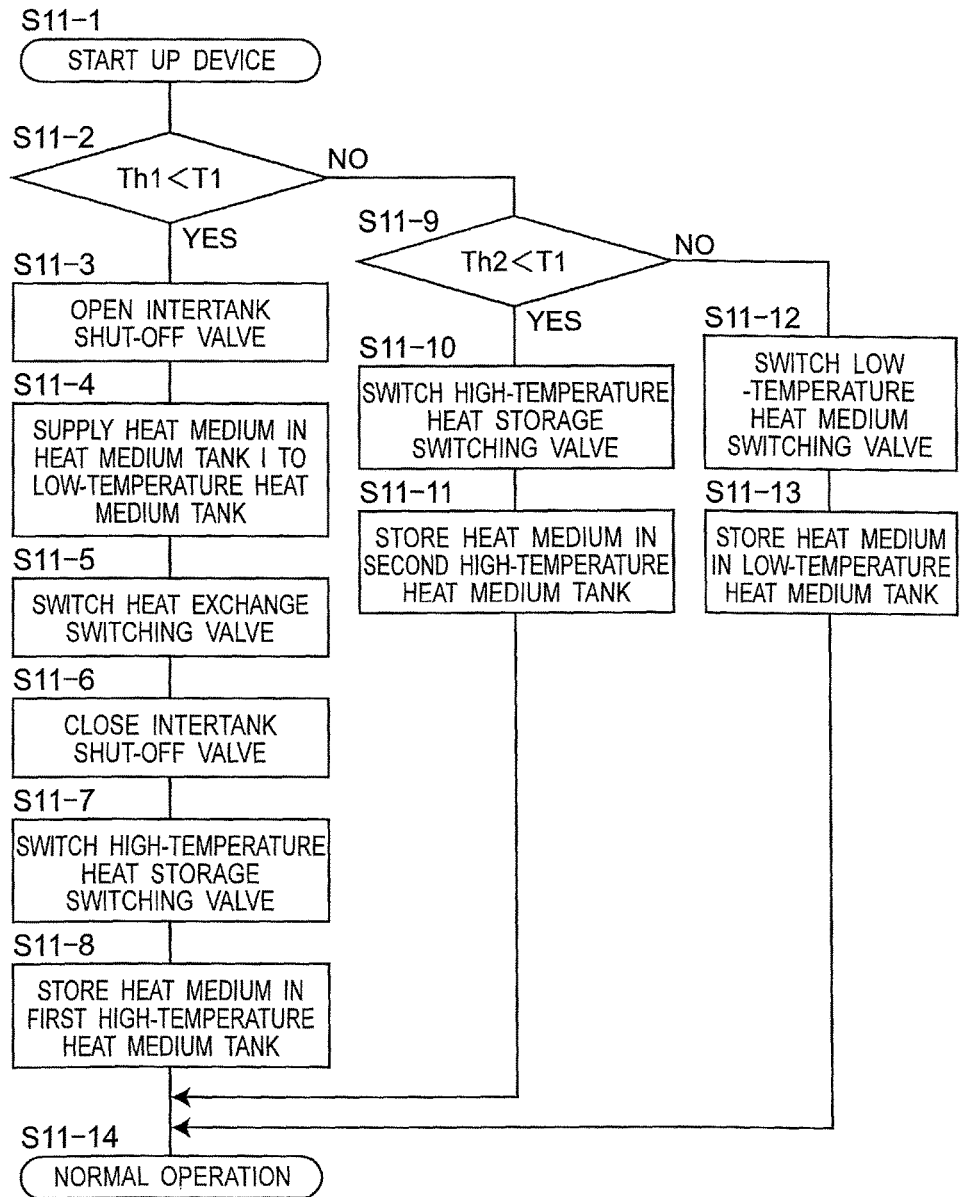 S11-1
START UP DEVICE
S11-2
Th1<T1
NO
YES
S11-3
OPEN INTERTANK
SHUT-OFF VALVE
S11-4
SUPPLY HEAT MEDIUM IN
HEAT MEDIUM TANK I TO
LOW-TEMPERATURE HEAT
MEDIUM TANK
S11-5
SWITCH HEAT EXCHANGE
SWITCHING VALVE
S11-6
CLOSE INTERTANK
SHUT-OFF VALVE
S11-7
SWITCH HIGH-TEMPERATURE
HEAT STORAGE
SWITCHING VALVE
S11-8
STORE HEAT MEDIUM IN
FIRST HIGH-TEMPERATURE
HEAT MEDIUM TANK
S11-9
Th2<T1
NO
YES
S11-10
SWITCH HIGH-TEMPERATURE
HEAT STORAGE
SWITCHING VALVE
S11-11
STORE HEAT MEDIUM IN
SECOND HIGH-TEMPERATURE
HEAT MEDIUM TANK
S11-12
SWITCH LOW
-TEMPERATURE
HEAT MEDIUM
SWITCHING VALVE
S11-13
STORE HEAT MEDIUM
IN LOW-TEMPERATURE
HEAT MEDIUM TANK
S11-14
NORMAL OPERATION